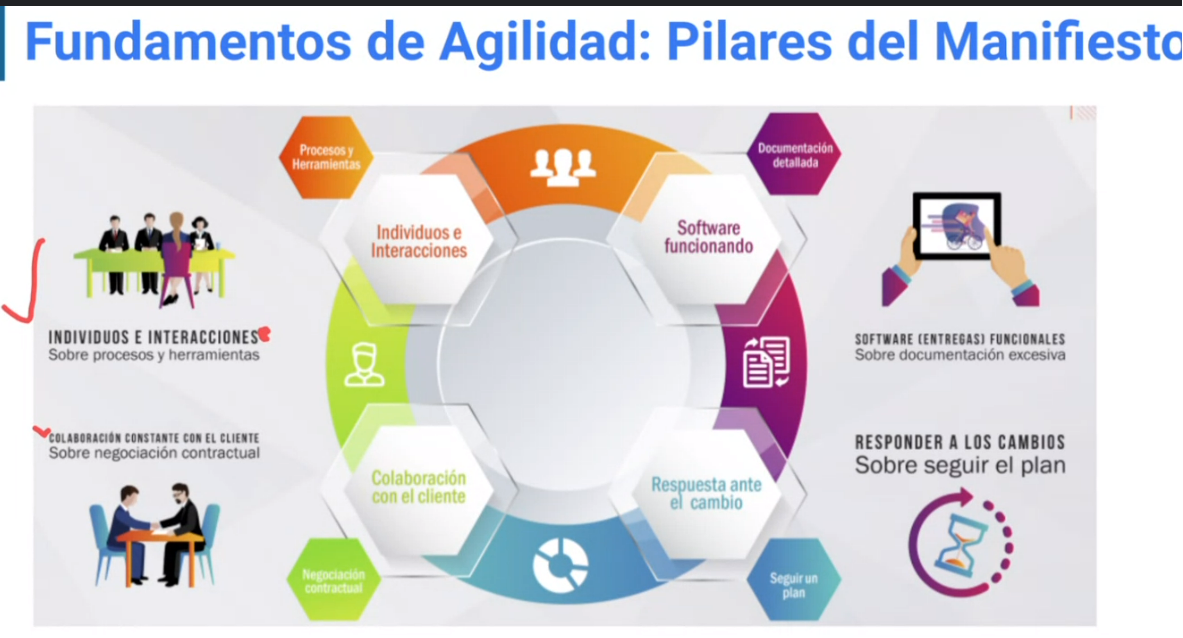 Fundamentos de Agilidad: Pilares del Manifiesto
Procesos y
Herramientas
Documentación
detallada
Individuos e
Interacciones
Software
funcionando
INDIVIDUOS E INTERACCIONES
Sobre procesos y herramientas
SOFTWARE (ENTREGAS) FUNCIONALES
Sobre documentación excesiva
COLABORACIÓN CONSTANTE CON EL CLIENTE
Sobre negociación contractual
RESPONDER A LOS CAMBIOS
Sobre seguir el plan
Colaboración
con el cliente
Respuesta ante
el cambio
Negociación
contractual
Seguir un
plan